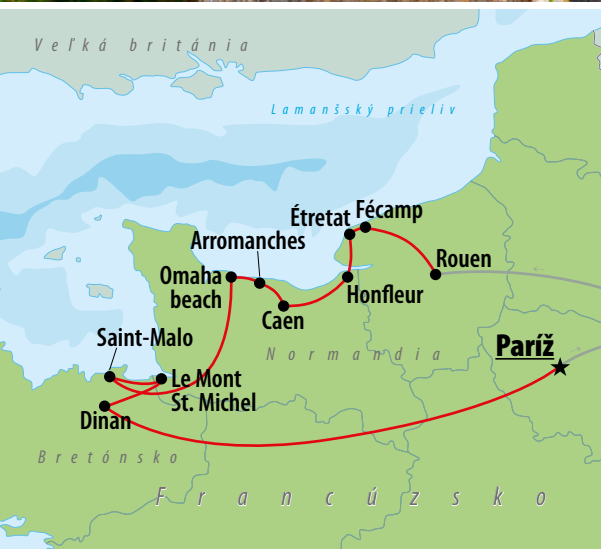 Veľká británia
Lamanšský prieliv
Étretat
Fécamp
Arromanches
Rouen
Omaha
beach
Honfleur
Caen
Saint-Malo
Normandia
Paríž
Le Mont
St. Michel
Dinan
Bretónsko
Francúzsko